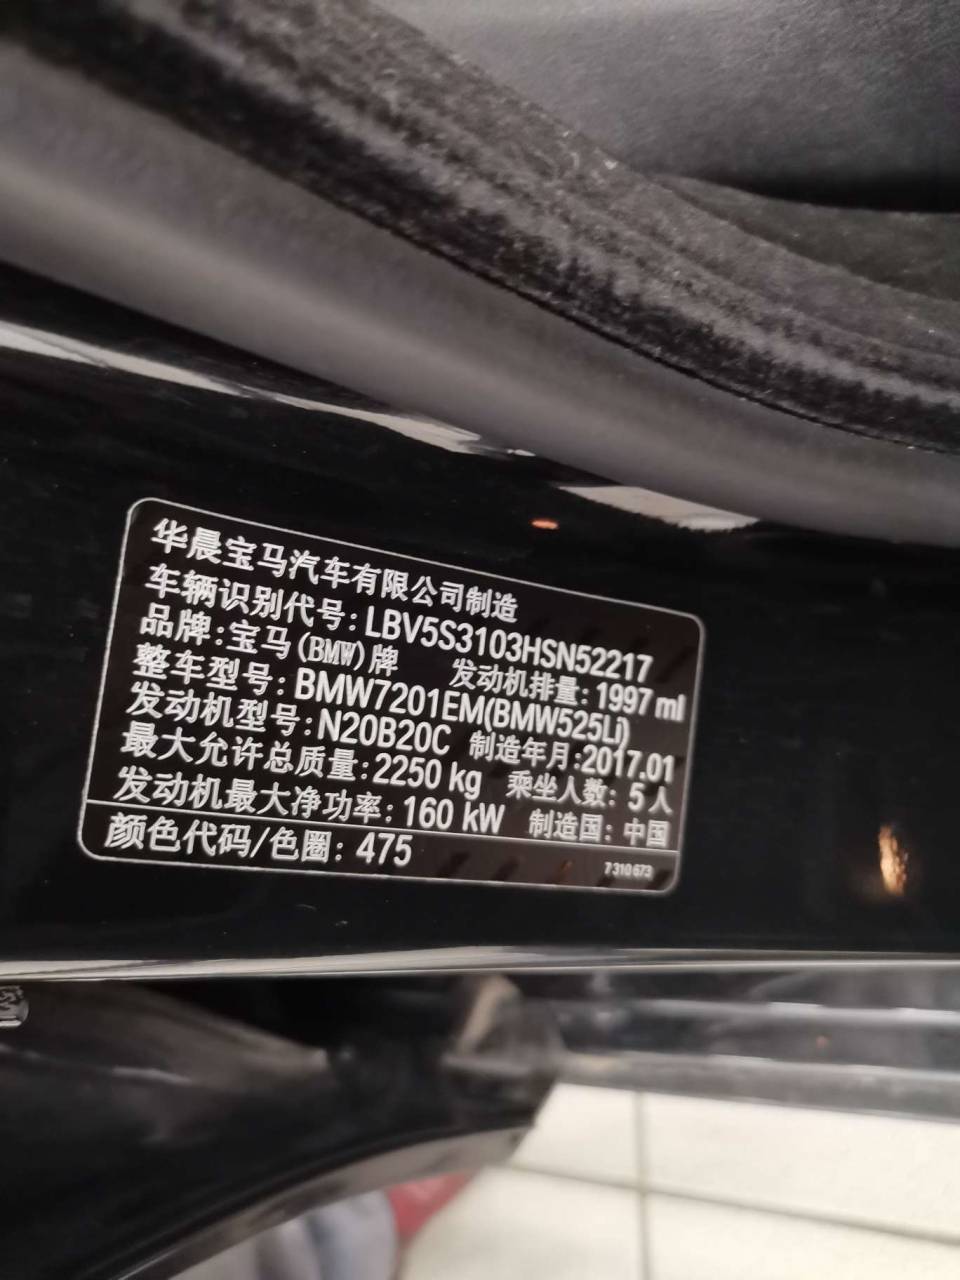 华晨宝马汽车有限公司制造
车辆识别代号: LBV5S3103HSN52217
品牌: 宝马(BMW)牌 发动机排量: 1997 ml
整车型号: BMW7201EM(BMW525Li)
发动机型号: N20B20C 制造年月: 2017.01
最大允许总质量: 2250 kg 乘坐人数: 5人
发动机最大净功率: 160 kW 制造国: 中国
颜色代码/色圈: 475 7 310 673